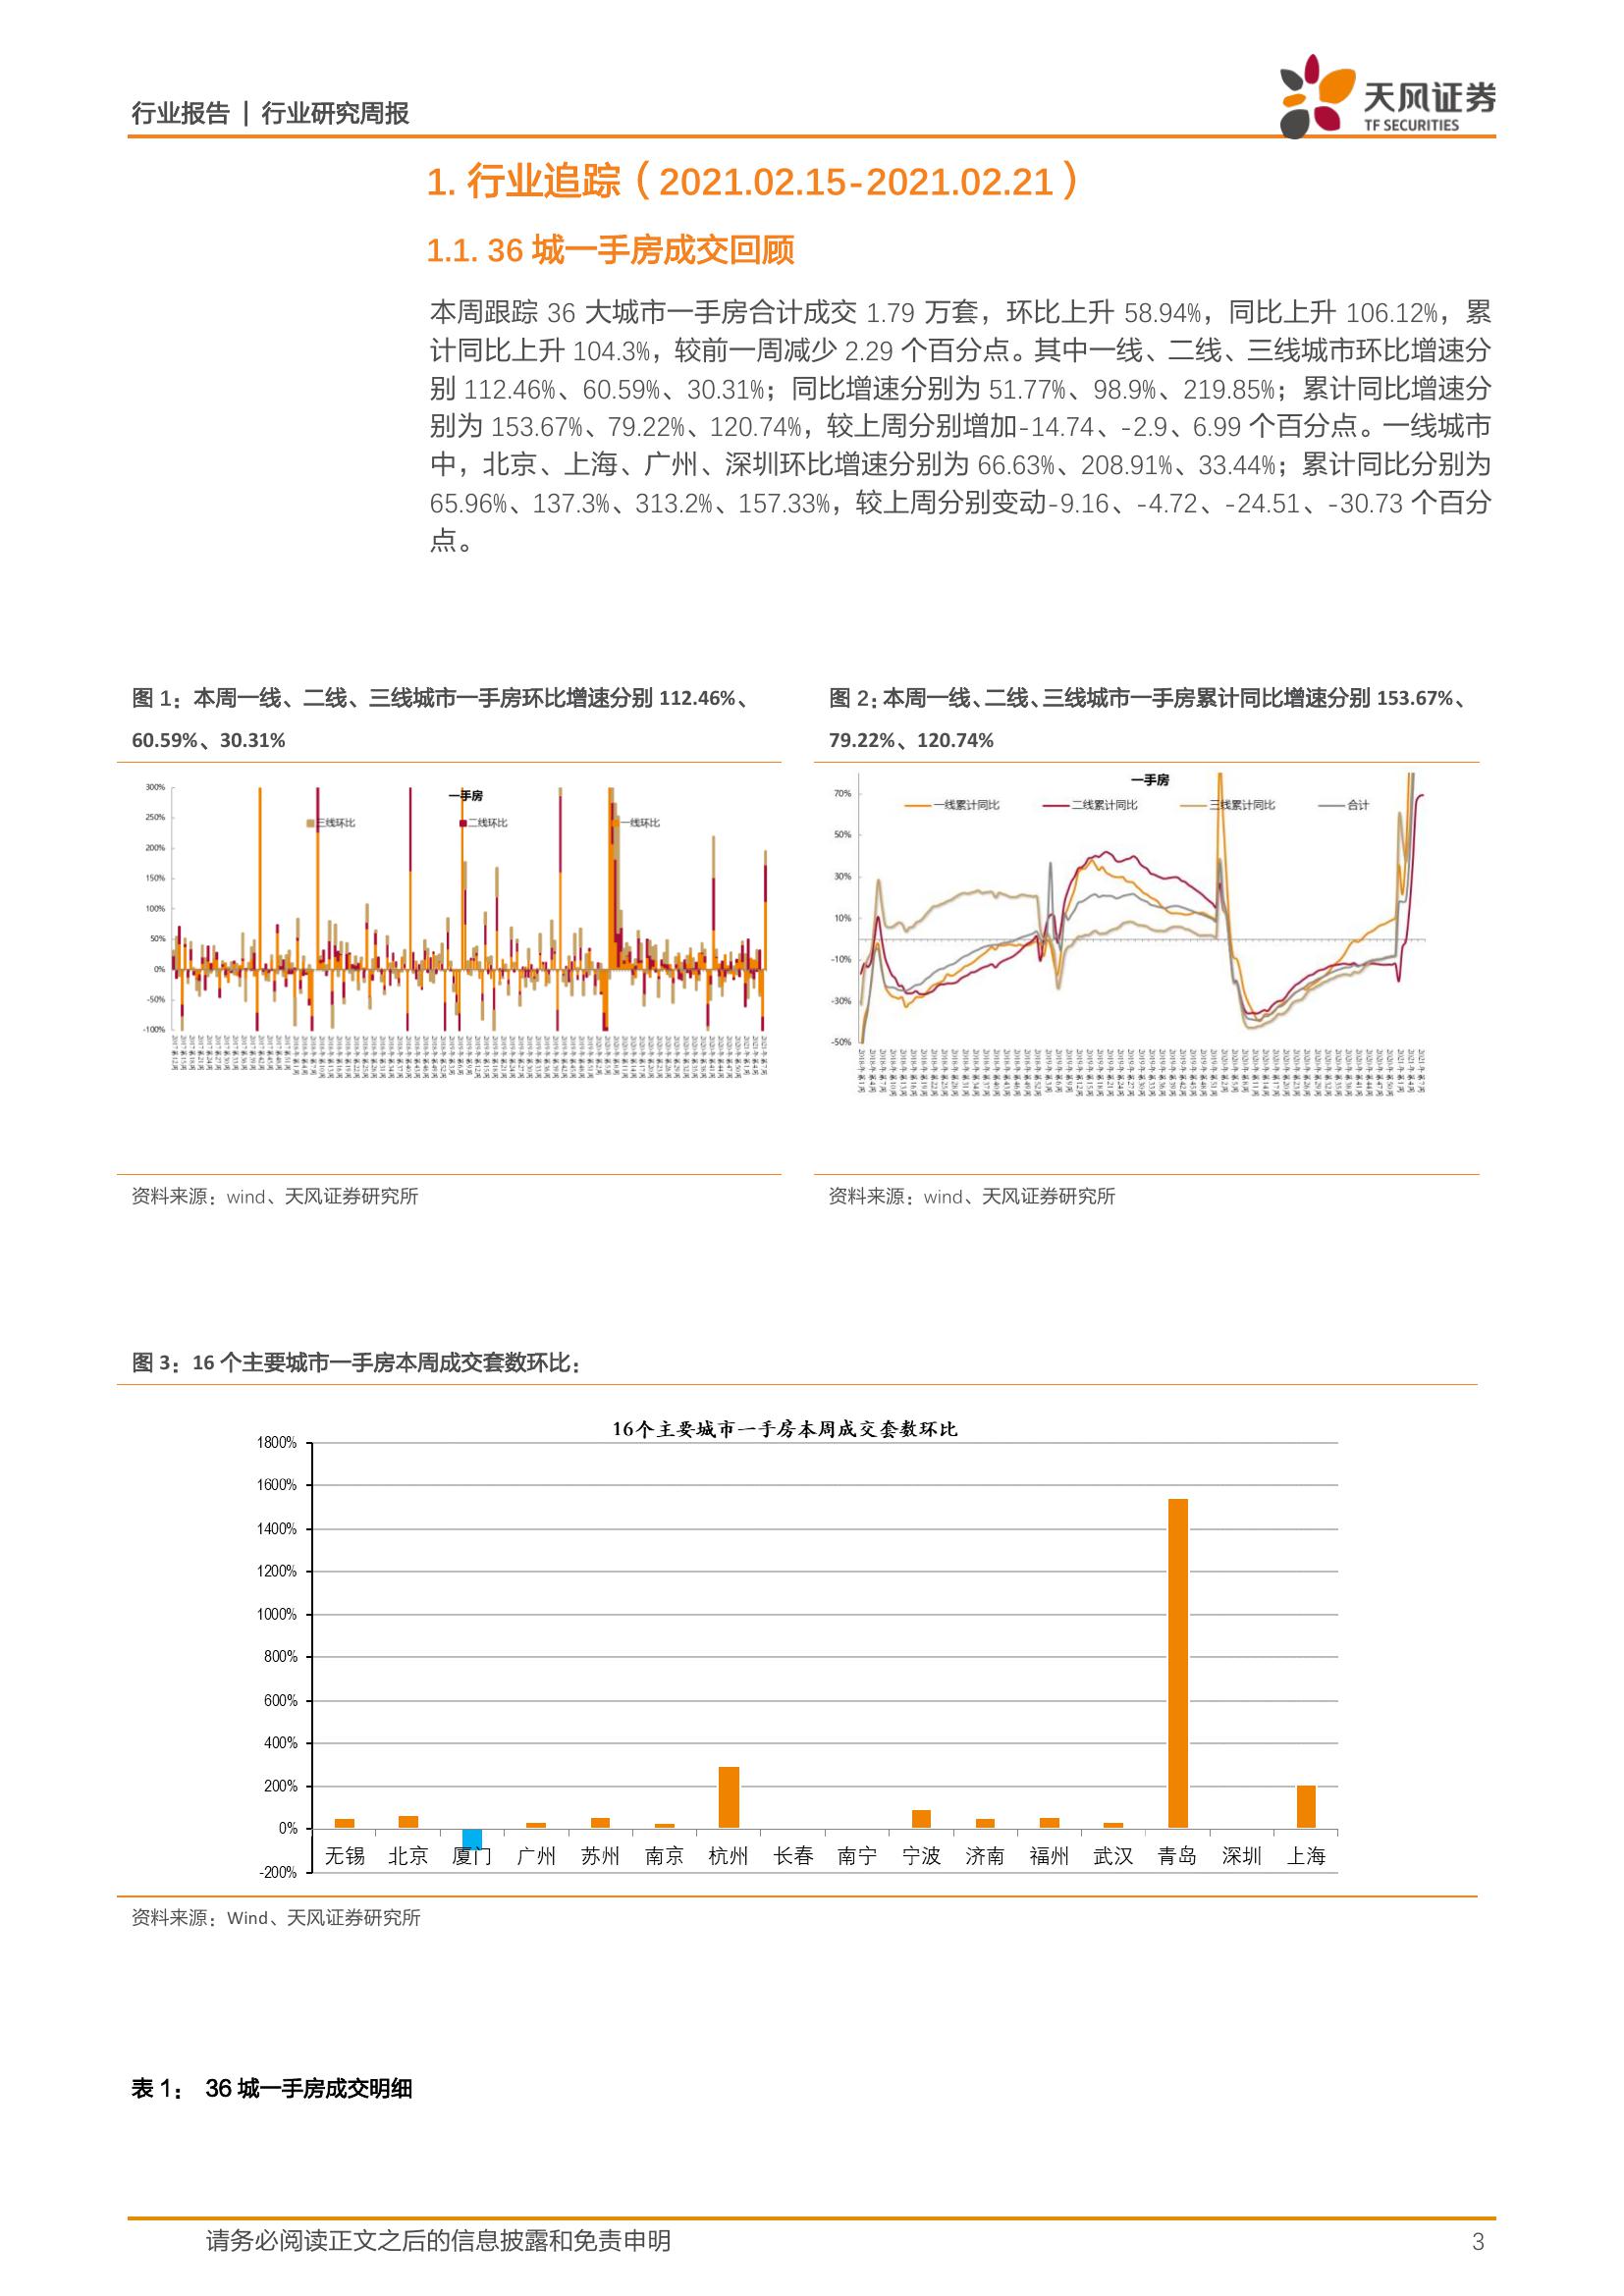 行业报告 | 行业研究周报
天风证券
TF SECURITIES
1. 行业追踪（2021.02.15-2021.02.21）
1.1. 36 城一手房成交回顾
本周跟踪 36 大城市一手房合计成交 1.79 万套，环比上升 58.94%，同比上升 106.12%，累
计同比上升 104.3%，较前一周减少 2.29 个百分点。其中一线、二线、三线城市环比增速分
别 112.46%、60.59%、30.31%；同比增速分别为 51.77%、98.9%、219.85%；累计同比增速分
别为 153.67%、79.22%、120.74%，较上周分别增加-14.74、-2.9、6.99 个百分点。一线城市
中，北京、上海、广州、深圳环比增速分别为 66.63%、208.91%、33.44%；累计同比分别为
65.96%、137.3%、313.2%、157.33%，较上周分别变动-9.16、-4.72、-24.51、-30.73 个百分
点。
图 1：本周一线、二线、三线城市一手房环比增速分别 112.46%、
60.59%、30.31%
一手房
三线环比 二线环比 一线环比
300%
250%
200%
150%
100%
50%
0%
-50%
-100%
资料来源：wind、天风证券研究所
图 2：本周一线、二线、三线城市一手房累计同比增速分别 153.67%、
79.22%、120.74%
一手房
一线累计同比 二线累计同比 三线累计同比 合计
70%
50%
30%
10%
-10%
-30%
-50%
资料来源：wind、天风证券研究所
图 3：16 个主要城市一手房本周成交套数环比：
16个主要城市一手房本周成交套数环比
1800%
1600%
1400%
1200%
1000%
800%
600%
400%
200%
0%
-200%
无锡 北京 厦门 广州 苏州 南京 杭州 长春 南宁 宁波 济南 福州 武汉 青岛 深圳 上海
资料来源：Wind、天风证券研究所
表 1： 36 城一手房成交明细
请务必阅读正文之后的信息披露和免责申明
3